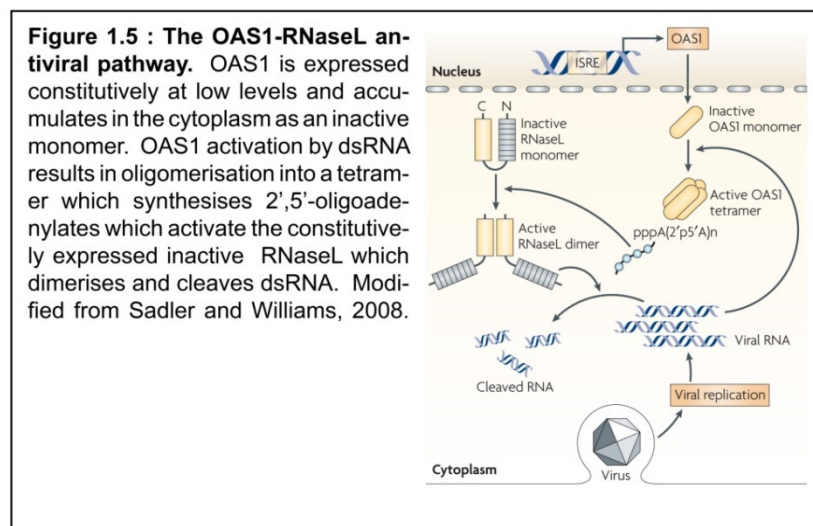 Figure 1.5 : The OAS1-RNaseL an-
tiviral pathway. OAS1 is expressed
constitutively at low levels and accu-
mulates in the cytoplasm as an inactive
monomer. OAS1 activation by dsRNA
results in oligomerisation into a tetram-
er which synthesises 2’,5’-oligoade-
nylates which activate the constitutive-
ly expressed inactive RNaseL which
dimerises and cleaves dsRNA. Modi-
fied from Sadler and Williams, 2008.
OAS1
ISRE
Nucleus
C N
Inactive
RNaseL
monomer
Inactive
OAS1 monomer
Active OAS1
tetramer
Active
RNaseL dimer
pppA(2′p5′A)n
Viral RNA
Cleaved RNA
Viral replication
Virus
Cytoplasm